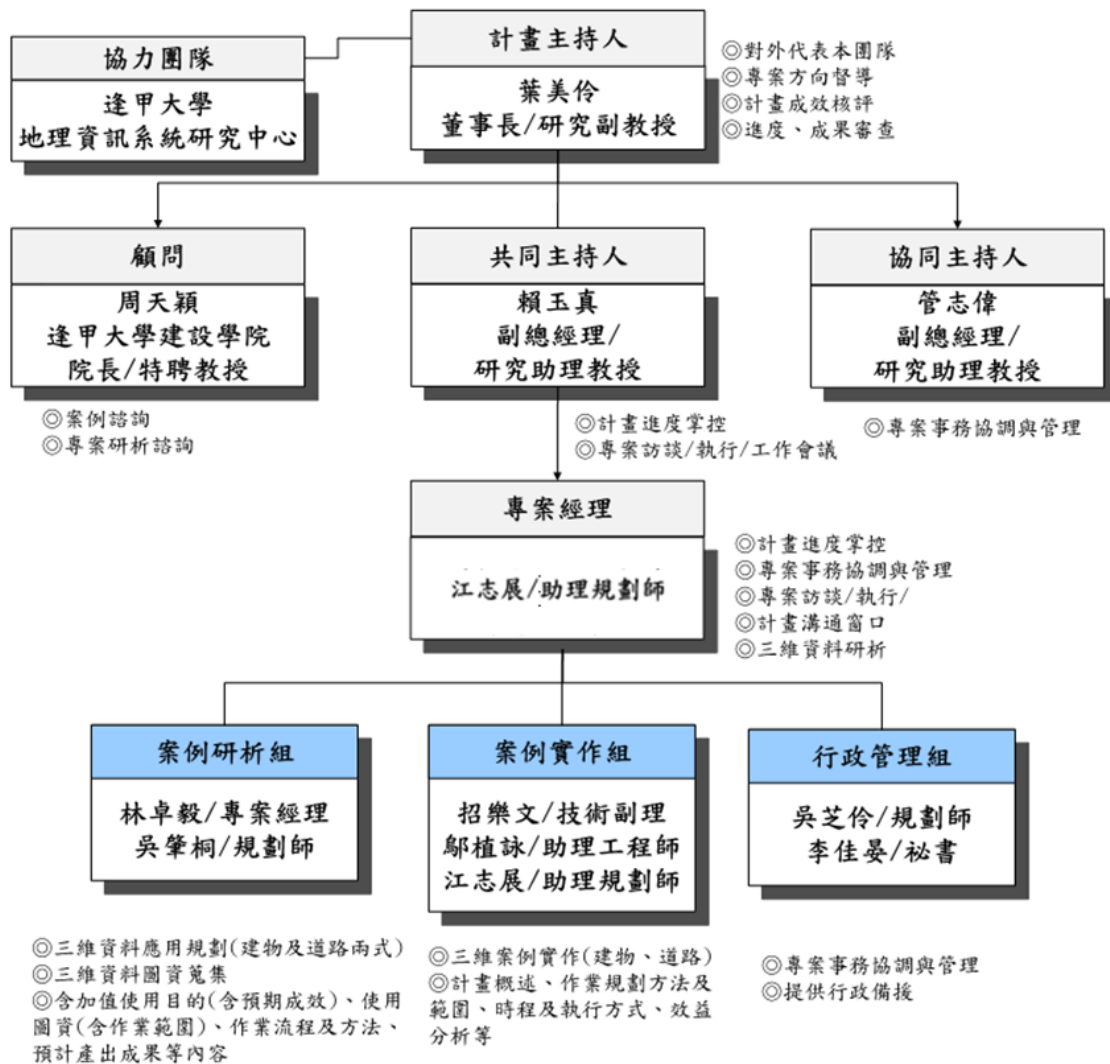 協力團隊
逢甲大學
地理資訊系統研究中心
計畫主持人
葉美伶
董事長/研究副教授
◎對外代表本團隊
◎專案方向督導
◎計畫成效核評
◎進度、成果審查
顧問
周天穎
逢甲大學建設學院
院長/特聘教授
◎案例諮詢
◎專案研析諮詢
共同主持人
賴玉真
副總經理/
研究助理教授
◎計畫進度掌控
◎專案訪談/執行/工作會議
協同主持人
管志偉
副總經理/
研究助理教授
◎專案事務協調與管理
專案經理
江志展/助理規劃師
◎計畫進度掌控
◎專案事務協調與管理
◎專案訪談/執行/
◎計畫溝通窗口
◎三維資料研析
案例研析組
林卓毅/專案經理
吳肇桐/規劃師
◎三維資料應用規劃(建物及道路兩式)
◎三維資料圖資蒐集
◎含加值使用目的(含預期成效)、使用
圖資(含作業範圍)、作業流程及方法、
預計產出成果等內容
案例實作組
招樂文/技術副理
鄔植詠/助理工程師
江志展/助理規劃師
◎三維案例實作(建物、道路)
◎計畫概述、作業規劃方法及
範圍、時程及執行方式、效益
分析等
行政管理組
吳芝伶/規劃師
李佳晏/祕書
◎專案事務協調與管理
◎提供行政備援